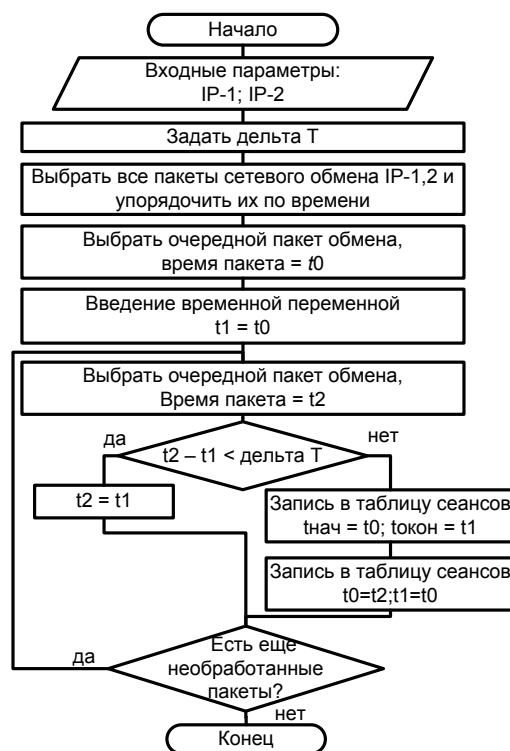 Начало
Входные параметры:
IP-1; IP-2
Задать дельта T
Выбрать все пакеты сетевого обмена IP-1,2 и
упорядочить их по времени
Выбрать очередной пакет обмена,
время пакета = t0
Введение временной переменной
t1 = t0
Выбрать очередной пакет обмена,
Время пакета = t2
да
нет
t2 – t1 < дельта T
t2 = t1
Запись в таблицу сеансов
tнач = t0; tокон = t1
Запись в таблицу сеансов
t0=t2;t1=t0
да
Есть еще
необработанные
пакеты?
нет
Конец